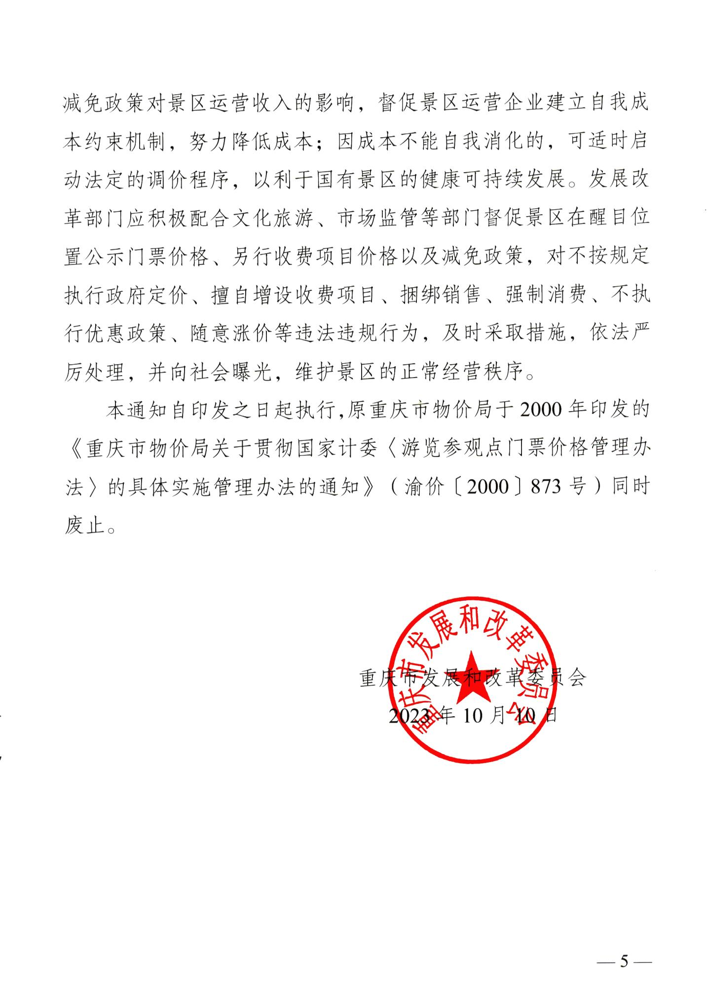 减免政策对景区运营收入的影响，督促景区运营企业建立自我成
本约束机制，努力降低成本；因成本不能自我消化的，可适时启
动法定的调价程序，以利于国有景区的健康可持续发展。发展改
革部门应积极配合文化旅游、市场监管等部门督促景区在醒目位
置公示门票价格、另行收费项目价格以及减免政策，对不按规定
执行政府定价、擅自增设收费项目、捆绑销售、强制消费、不执
行优惠政策、随意涨价等违法违规行为，及时采取措施，依法严
厉处理，并向社会曝光，维护景区的正常经营秩序。
本通知自印发之日起执行,原重庆市物价局于 2000 年印发的
《重庆市物价局关于贯彻国家计委〈游览参观点门票价格管理办
法〉的具体实施管理办法的通知》（渝价〔2000〕873 号）同时
废止。
重庆市发展和改革委员会
重庆市发展和改革委员会
2023 年 10 月 10 日
— 5 —